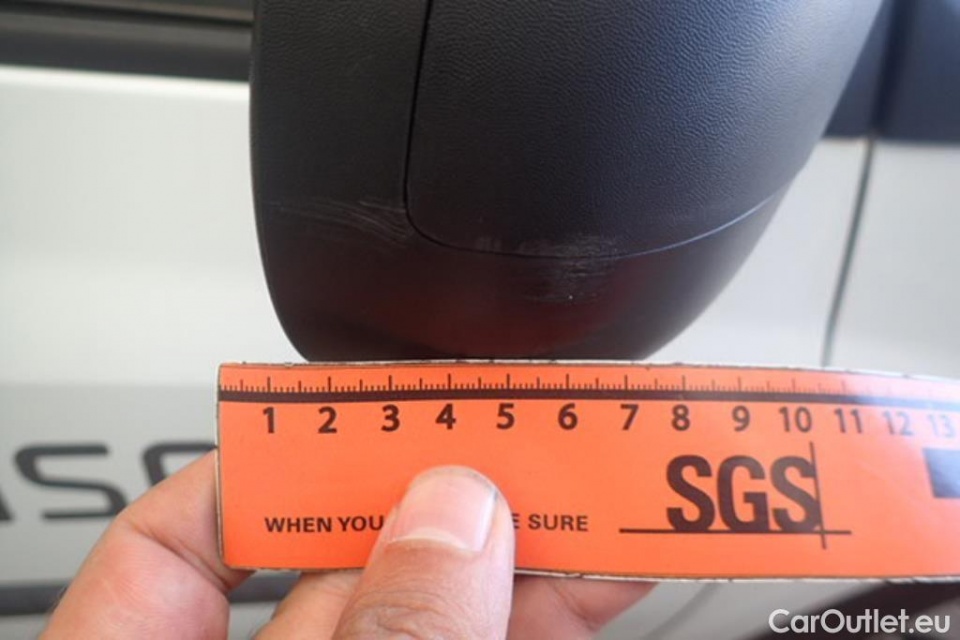 1 2 3 4 5 6 7 8 9 10 11 12 13
SGS
WHEN YOU SURE
CarOutlet.eu